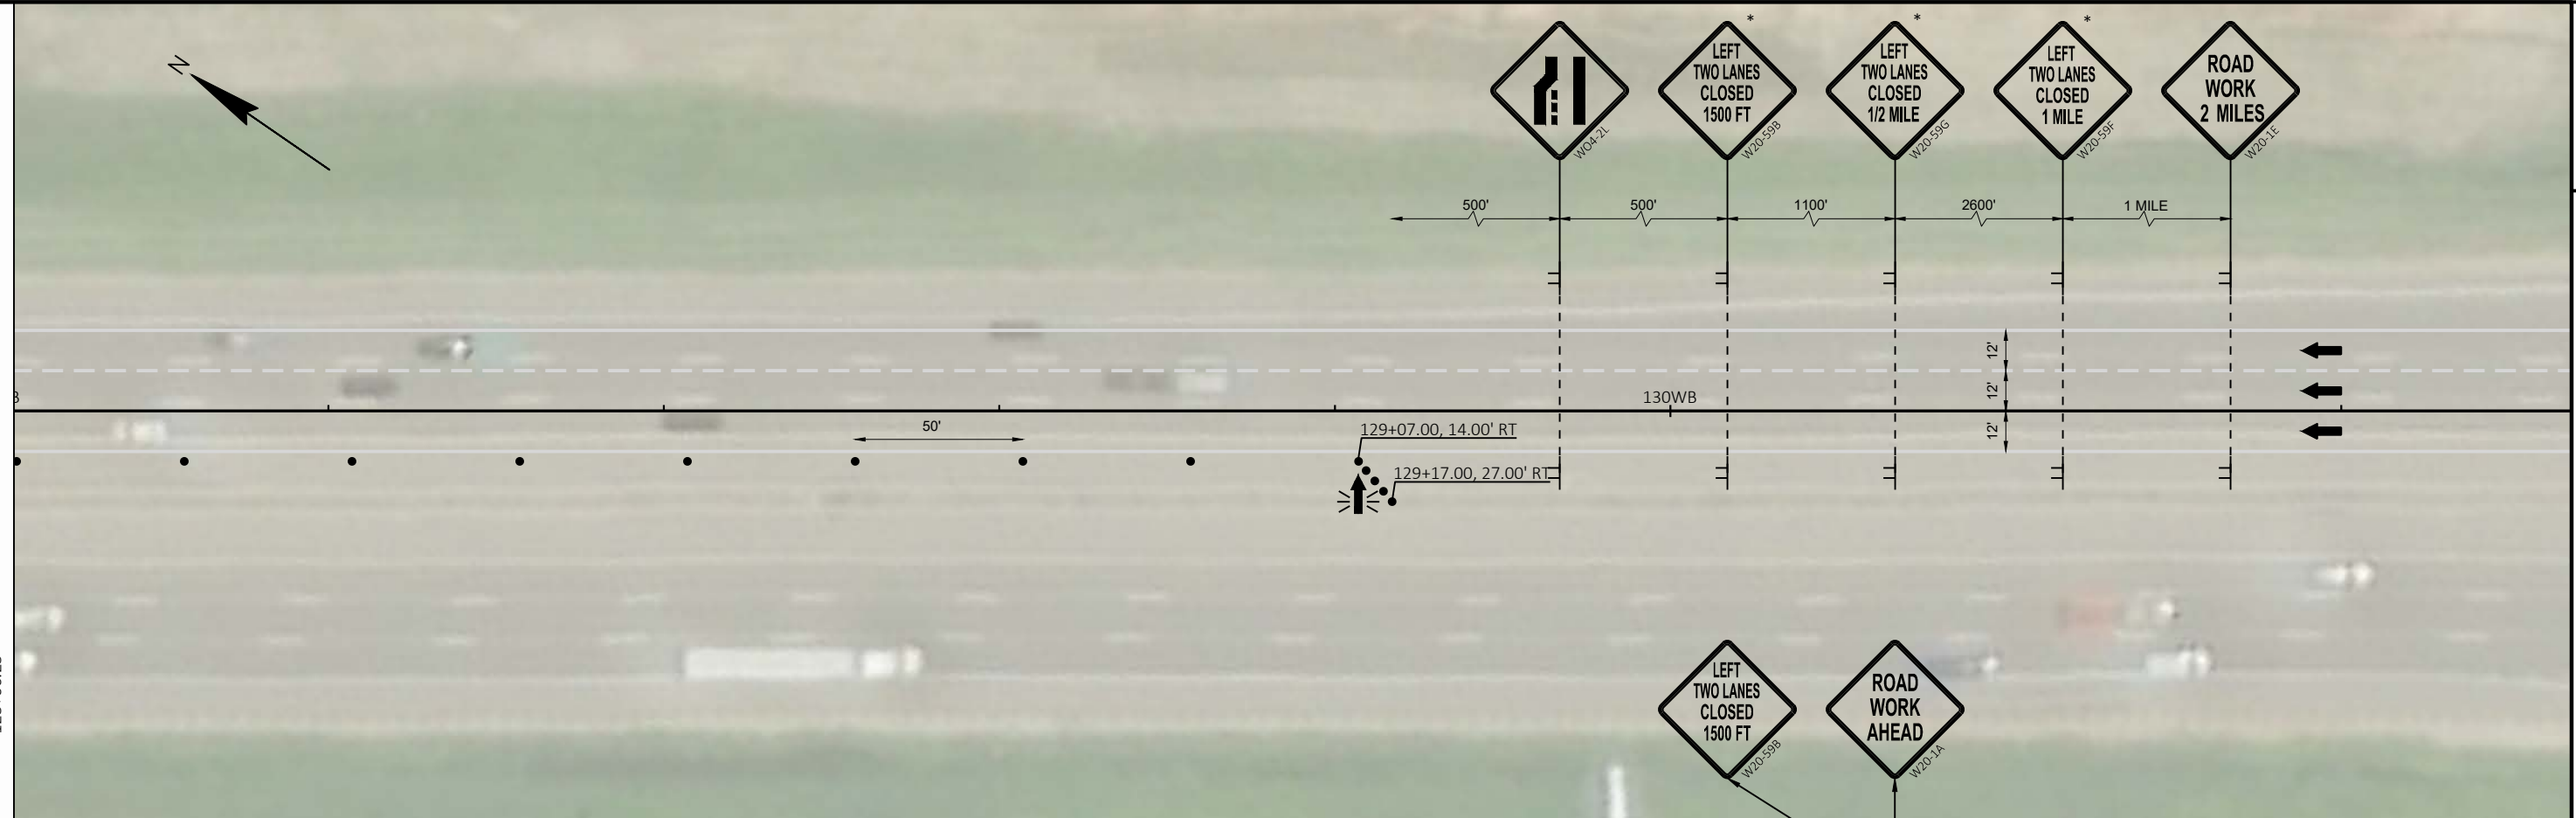 N
*
*
*
LEFT
TWO LANES
CLOSED
1500 FT
LEFT
TWO LANES
CLOSED
1/2 MILE
LEFT
TWO LANES
CLOSED
1 MILE
ROAD
WORK
2 MILES
WO4-2L
W20-59B
W20-59G
W20-59F
W20-1E
500'
500'
1100'
2600'
1 MILE
12'
12'
12'
130WB
50'
129+07.00, 14.00' RT
129+17.00, 27.00' RT
LEFT
TWO LANES
CLOSED
1500 FT
W20-59B
ROAD
WORK
AHEAD
W20-1A